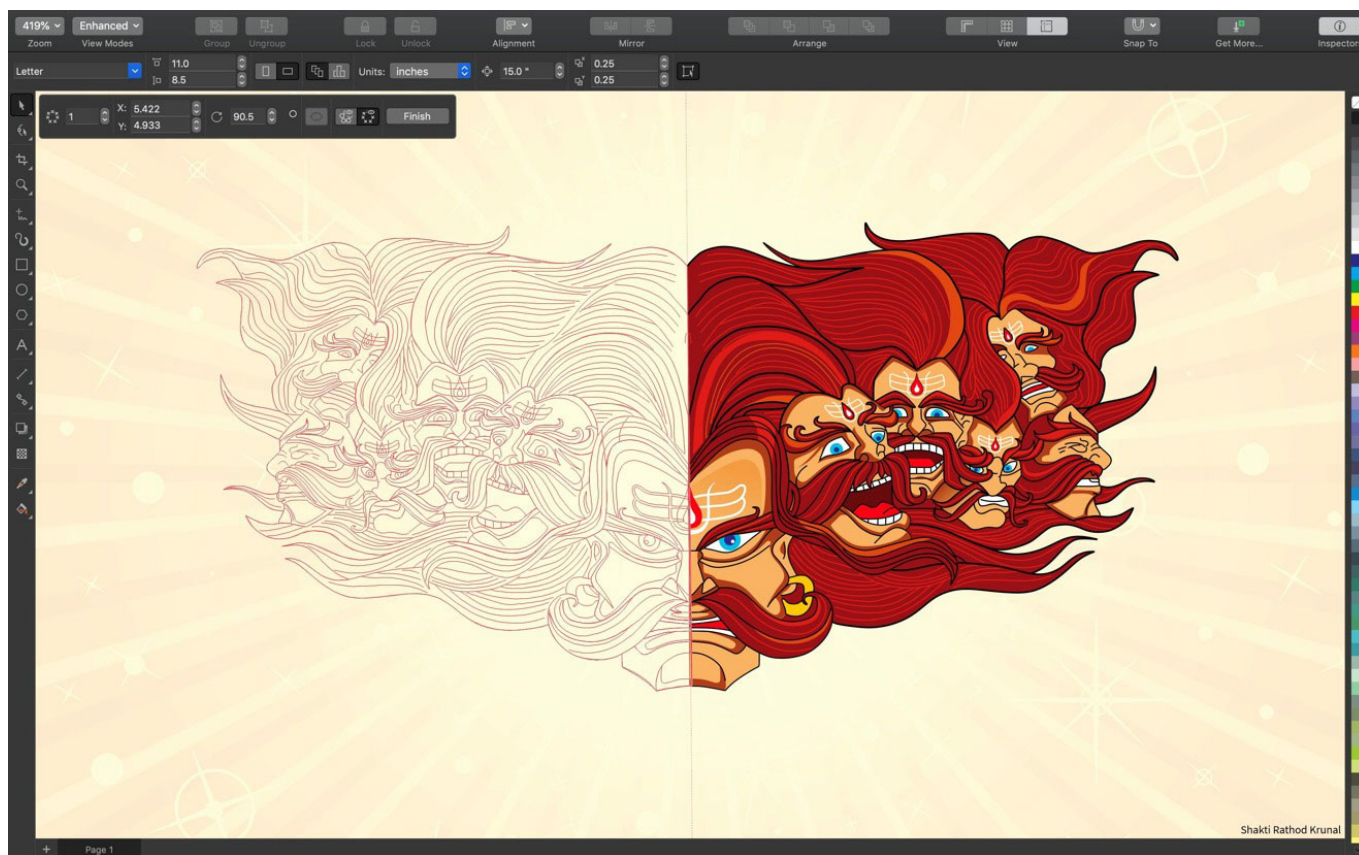 419% Enhanced
Zoom View Modes Group Ungroup Lock Unlock Alignment Mirror Arrange View Snap To Get More... Inspector
Letter 11.0 8.5 Units: Inches 15.0 ° 0.25 0.25
1 X: 5.422 Y: 4.933 90.5 ° Finish
A
Shakti Rathod Krunal
+ Page 1